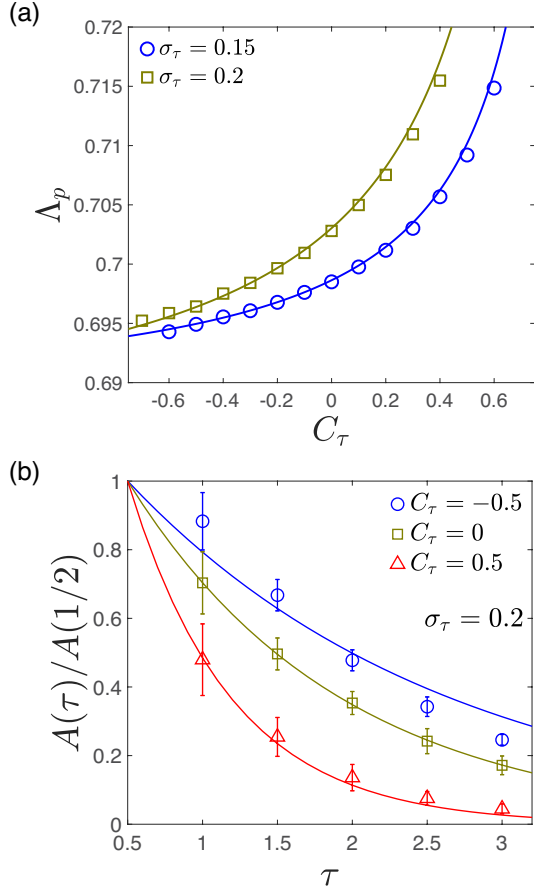 (a)
0.72
0.715
0.71
0.705
0.7
0.695
0.69
Λ_p
σ_τ = 0.15
σ_τ = 0.2
-0.6 -0.4 -0.2 0 0.2 0.4 0.6
C_τ
(b)
1
0.8
0.6
0.4
0.2
0
A(τ)/A(1/2)
C_τ = −0.5
C_τ = 0
C_τ = 0.5
σ_τ = 0.2
0.5 1 1.5 2 2.5 3
τ